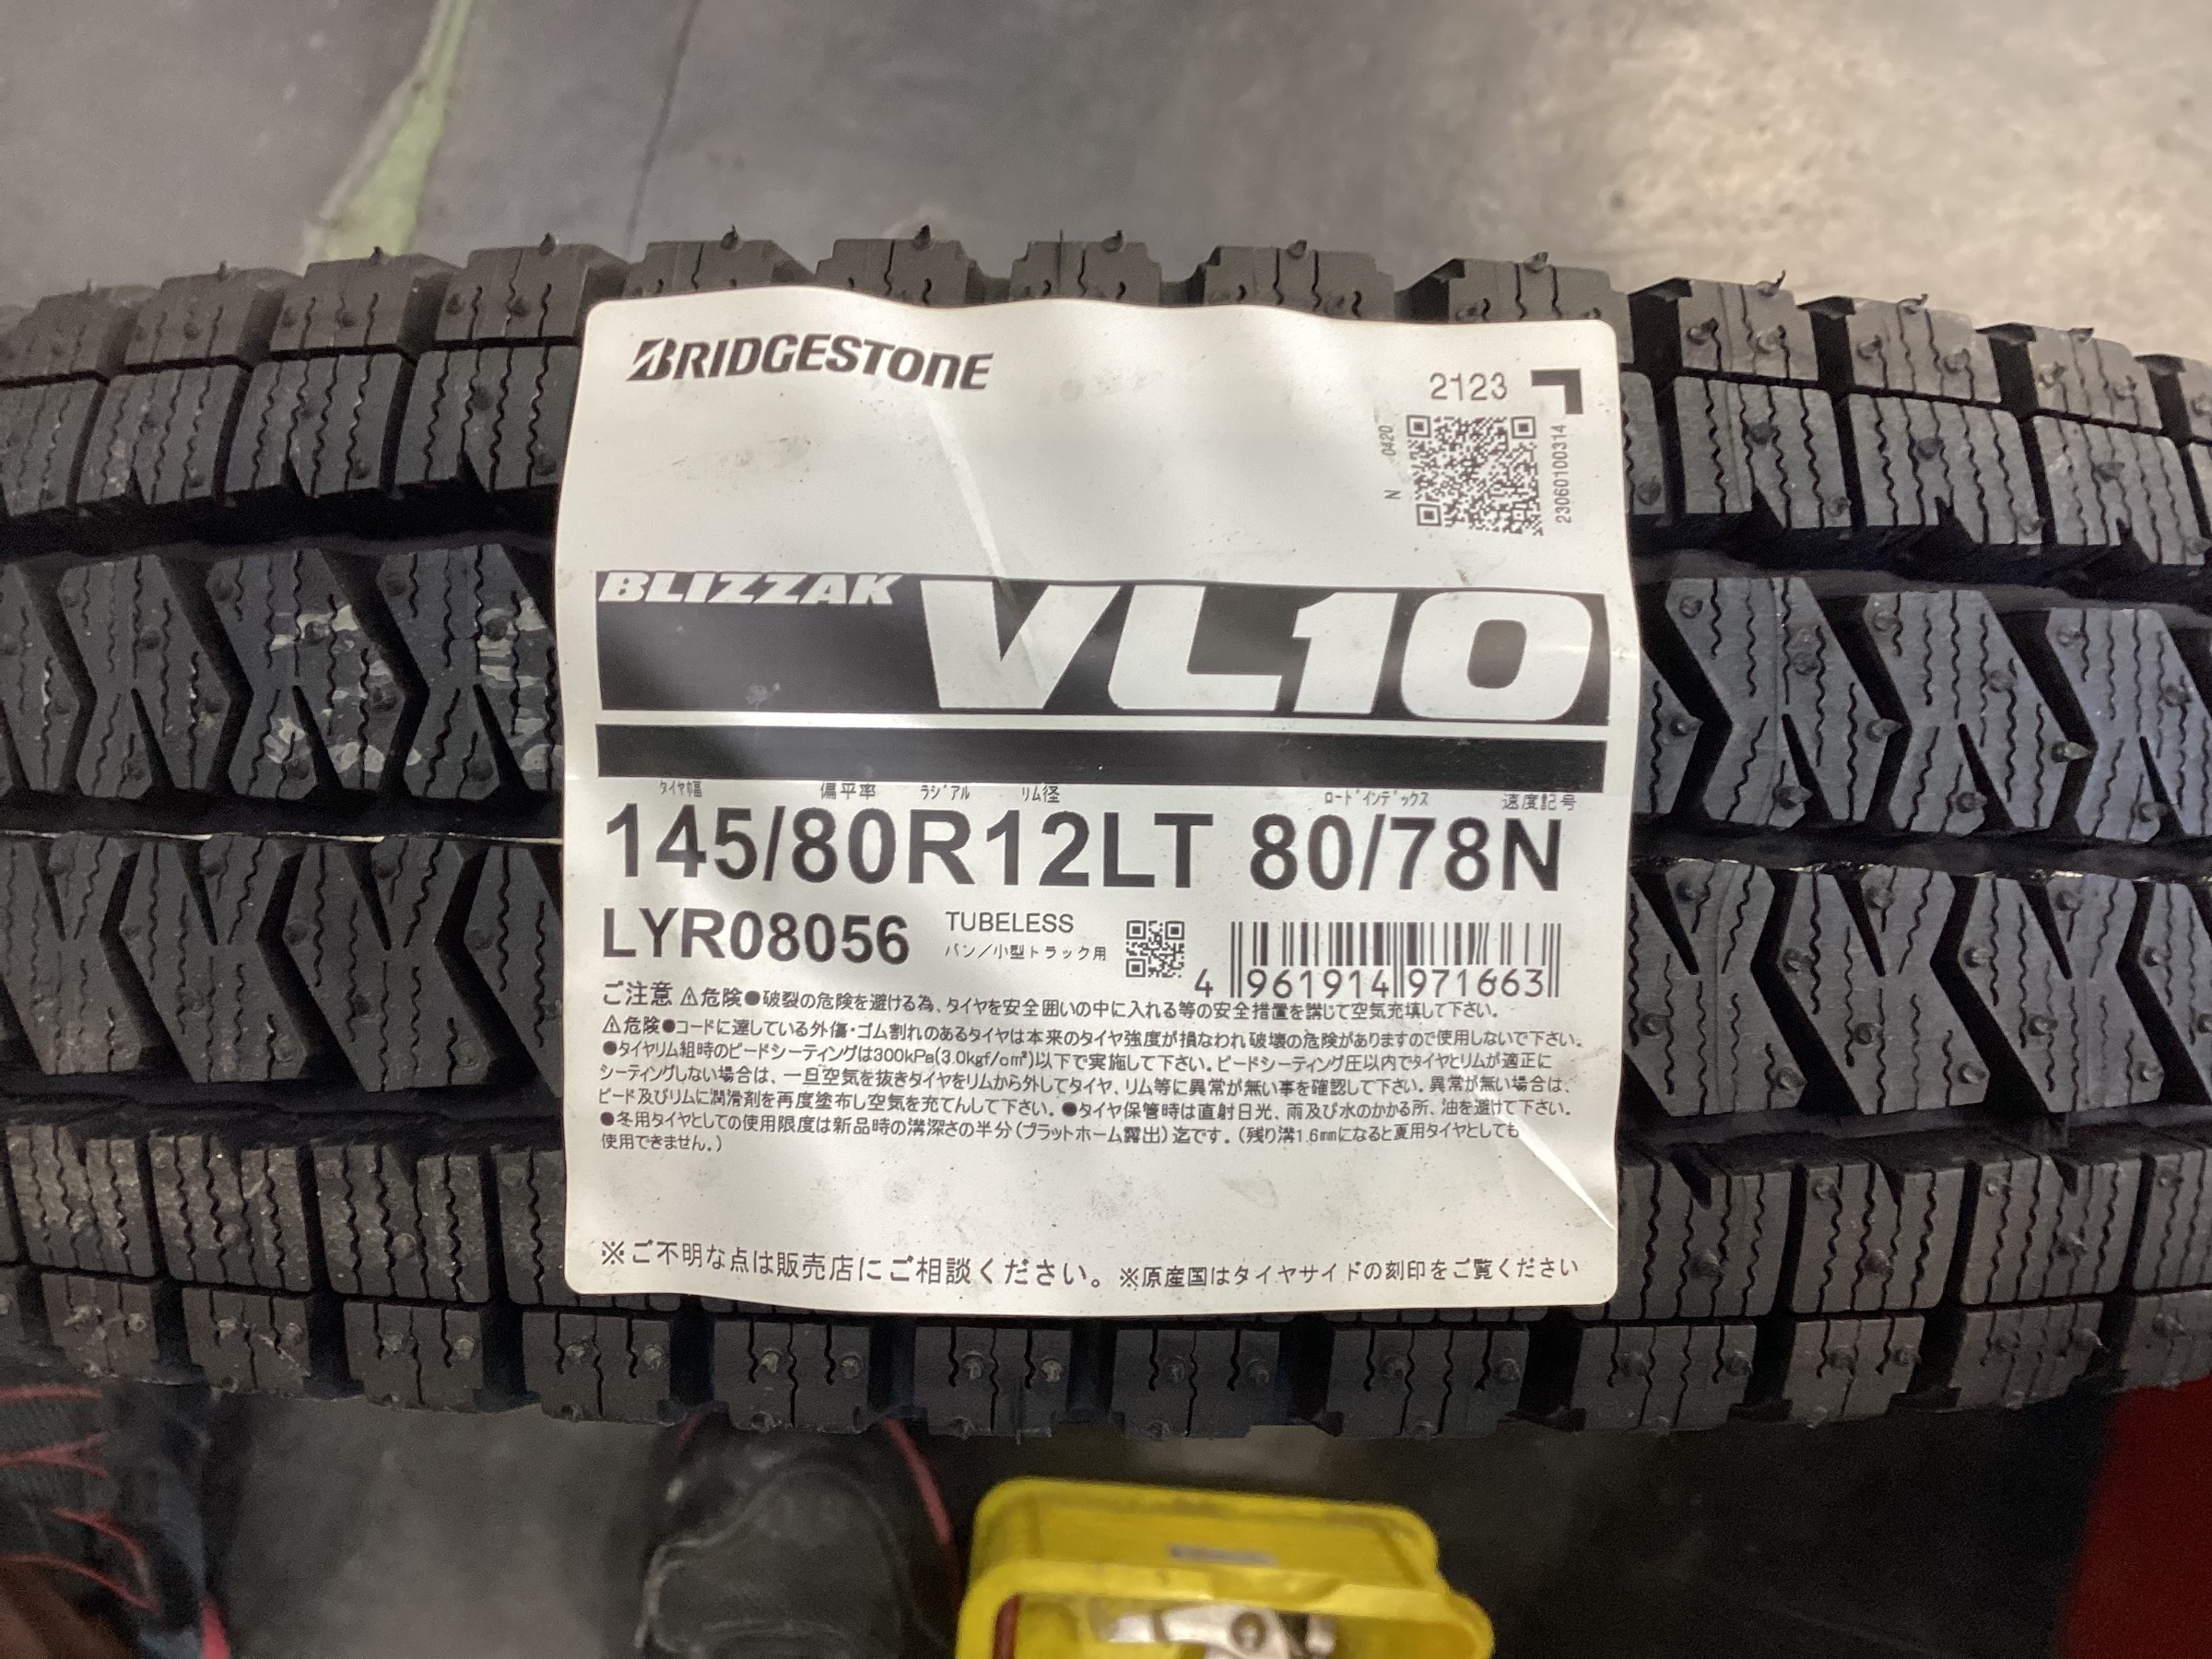 BRIDGESTONE
2123
N 0420
23060100314
BLIZZAK VL10
タイヤ幅 偏平率 ラジアル リム径 ロードインデックス 速度記号
145/80R12LT 80/78N
LYR08056 TUBELESS
バン/小型トラック用
4 961914 971663
ご注意 ⚠危険●破裂の危険を避ける為、タイヤを安全囲いの中に入れる等の安全措置を講じて空気充填して下さい。
⚠危険●コードに達している外傷・ゴム割れのあるタイヤは本来のタイヤ強度が損なわれ破壊の危険がありますので使用しないで下さい。
●タイヤリム組時のビードシーティングは300kPa(3.0kgf/cm²)以下で実施して下さい。ビードシーティング圧以内でタイヤとリムが適正に
シーティングしない場合は、一旦空気を抜きタイヤをリムから外してタイヤ、リム等に異常が無い事を確認して下さい。異常が無い場合は、
ビード及びリムに潤滑剤を再度塗布し空気を充てんして下さい。●タイヤ保管時は直射日光、雨及び水のかかる所、油を避けて下さい。
●冬用タイヤとしての使用限度は新品時の溝深さの半分(プラットホーム露出)迄です。(残り溝1.6mmになると夏用タイヤとしても
使用できません。)
※ご不明な点は販売店にご相談ください。※原産国はタイヤサイドの刻印をご覧ください